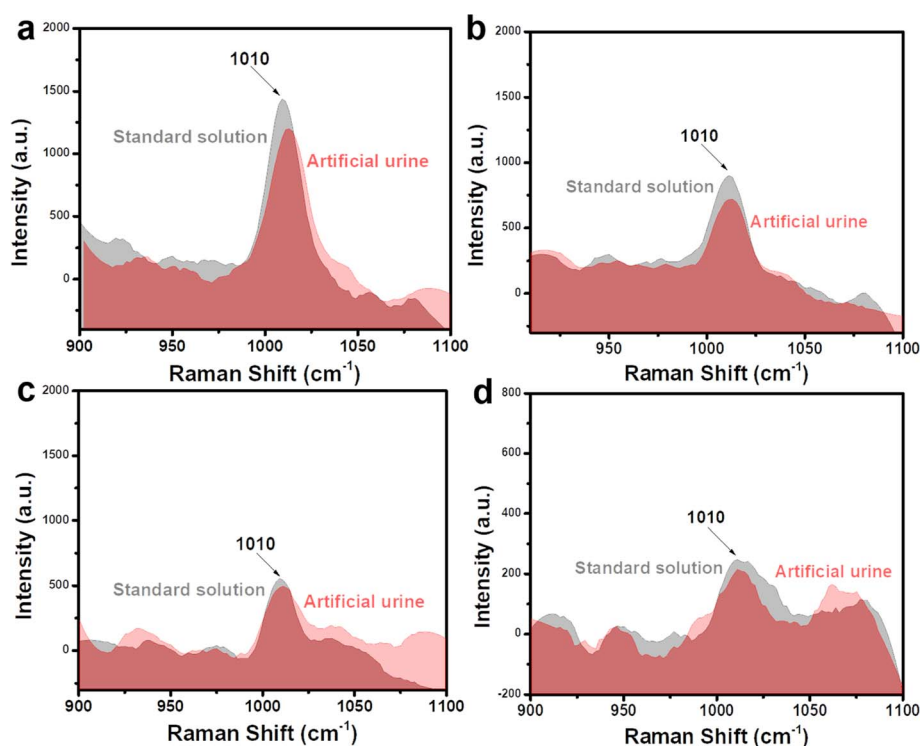 a
2000
1500
1000
500
0
Intensity (a.u.)
1010
Standard solution
Artificial urine
900
950
1000
1050
1100
Raman Shift (cm⁻¹)
b
2000
1500
1000
500
0
Intensity (a.u.)
1010
Standard solution
Artificial urine
950
1000
1050
1100
Raman Shift (cm⁻¹)
c
2000
1500
1000
500
0
Intensity (a.u.)
1010
Standard solution
Artificial urine
900
950
1000
1050
1100
Raman Shift (cm⁻¹)
d
800
600
400
200
0
-200
Intensity (a.u.)
1010
Standard solution
Artificial urine
900
950
1000
1050
1100
Raman Shift (cm⁻¹)